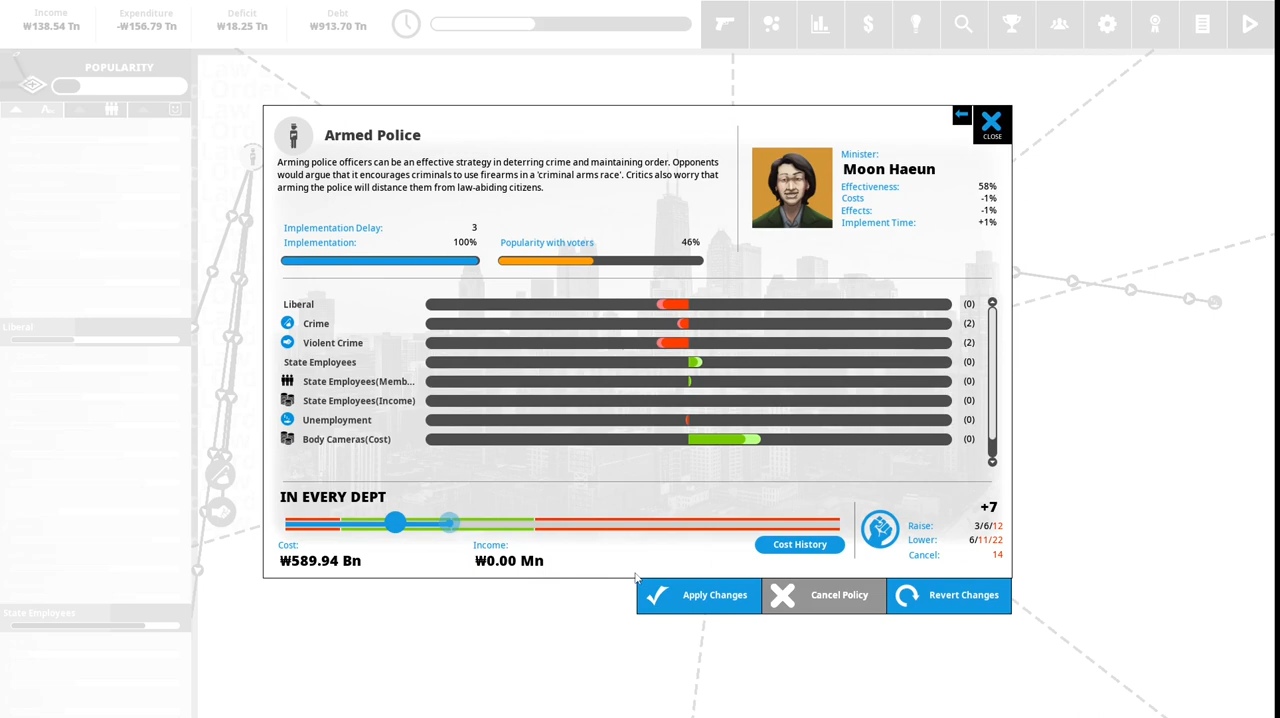 Income
Expenditure
Deficit
Debt
₩138.54 Tn
-₩156.79 Tn
₩18.25 Tn
₩913.70 Tn
POPULARITY
Law
Order
Liberal
State Employees
CLOSE
Armed Police
Arming police officers can be an effective strategy in deterring crime and maintaining order. Opponents
would argue that it encourages criminals to use firearms in a 'criminal arms race'. Critics also worry that
arming the police will distance them from law-abiding citizens.
Implementation Delay: 3
Implementation: 100%
Popularity with voters 46%
Minister:
Moon Haeun
Effectiveness: 58%
Costs -1%
Effects: -1%
Implement Time: +1%
Liberal (0)
Crime (2)
Violent Crime (2)
State Employees (0)
State Employees(Memb... (0)
State Employees(Income) (0)
Unemployment (0)
Body Cameras(Cost) (0)
IN EVERY DEPT
Cost:
₩589.94 Bn
Income:
₩0.00 Mn
Cost History
+7
Raise: 3/6/12
Lower: 6/11/22
Cancel: 14
Apply Changes
Cancel Policy
Revert Changes